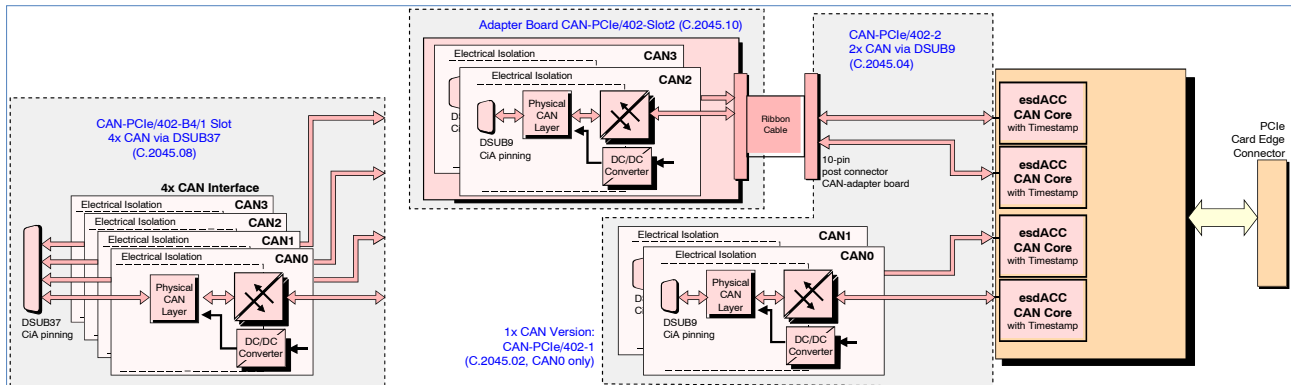 Adapter Board CAN-PCIe/402-Slot2 (C.2045.10)
Electrical Isolation
CAN3
Electrical Isolation
CAN2
Physical
CAN
Layer
DSUB9
CiA pinning
DC/DC
Converter
Ribbon
Cable
10-pin
post connector
CAN-adapter board
CAN-PCIe/402-2
2x CAN via DSUB9
(C.2045.04)
CAN-PCIe/402-B4/1 Slot
4x CAN via DSUB37
(C.2045.08)
4x CAN Interface
CAN3
Electrical Isolation
CAN2
Electrical Isolation
CAN1
Electrical Isolation
CAN0
Electrical Isolation
Physical
CAN
Layer
DSUB37
CiA pinning
DC/DC
Converter
Electrical Isolation
CAN1
Electrical Isolation
CAN0
Physical
CAN
Layer
DSUB9
CiA pinning
DC/DC
Converter
1x CAN Version:
CAN-PCIe/402-1
(C.2045.02, CAN0 only)
esdACC
CAN Core
with Timestamp
esdACC
CAN Core
with Timestamp
esdACC
CAN Core
with Timestamp
esdACC
CAN Core
with Timestamp
PCIe
Card Edge
Connector